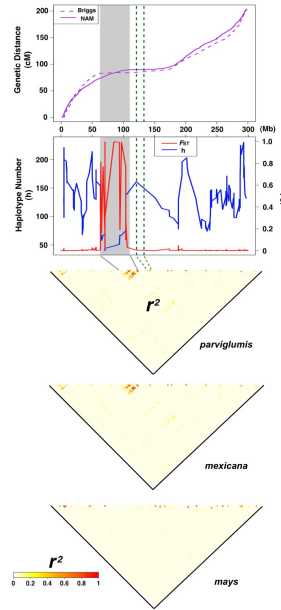 Briggs
NAM
Genetic Distance
(cM)
200
150
100
50
0
0 50 100 150 200 250 300 (Mb)
FST
h
Haplotype Number
(h)
200
150
100
50
1.0
0.8
0.6
0.4
0.2
0
r²
parviglumis
mexicana
r²
0 0.2 0.4 0.6 0.8 1
mays